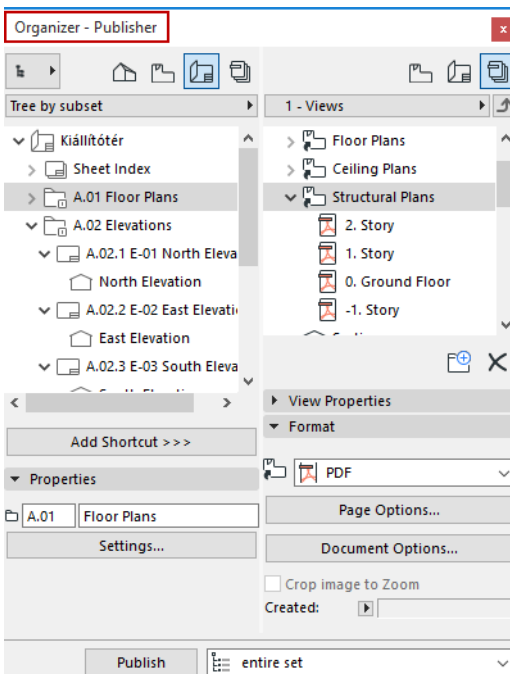 Organizer - Publisher
x
Tree by subset
Kiállítótér
Sheet Index
A.01 Floor Plans
A.02 Elevations
A.02.1 E-01 North Eleva
North Elevation
A.02.2 E-02 East Elevati
East Elevation
A.02.3 E-03 South Eleva
Add Shortcut >>>
Properties
A.01 Floor Plans
Settings...
1 - Views
Floor Plans
Ceiling Plans
Structural Plans
2. Story
1. Story
0. Ground Floor
-1. Story
View Properties
Format
PDF
Page Options...
Document Options...
Crop image to Zoom
Created:
Publish
entire set